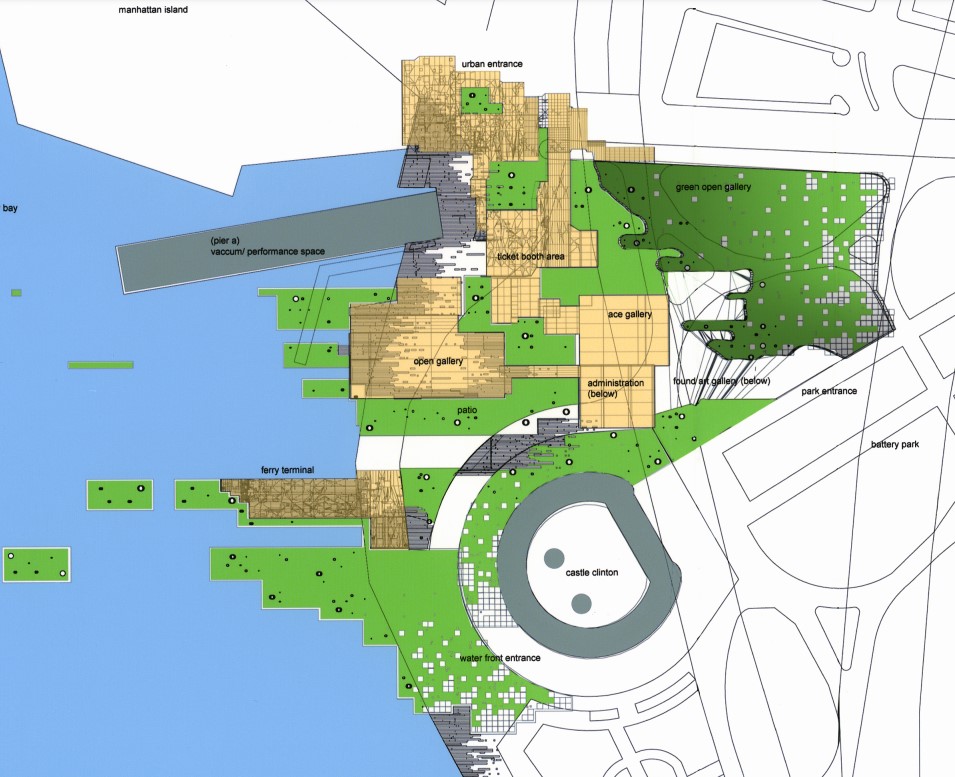 manhattan island
urban entrance
green open gallery
bay
(pier a)
vaccum/ performance space
ticket booth area
ace gallery
open gallery
found art gallery (below)
administration
(below)
park entrance
patio
battery park
ferry terminal
castle clinton
water front entrance